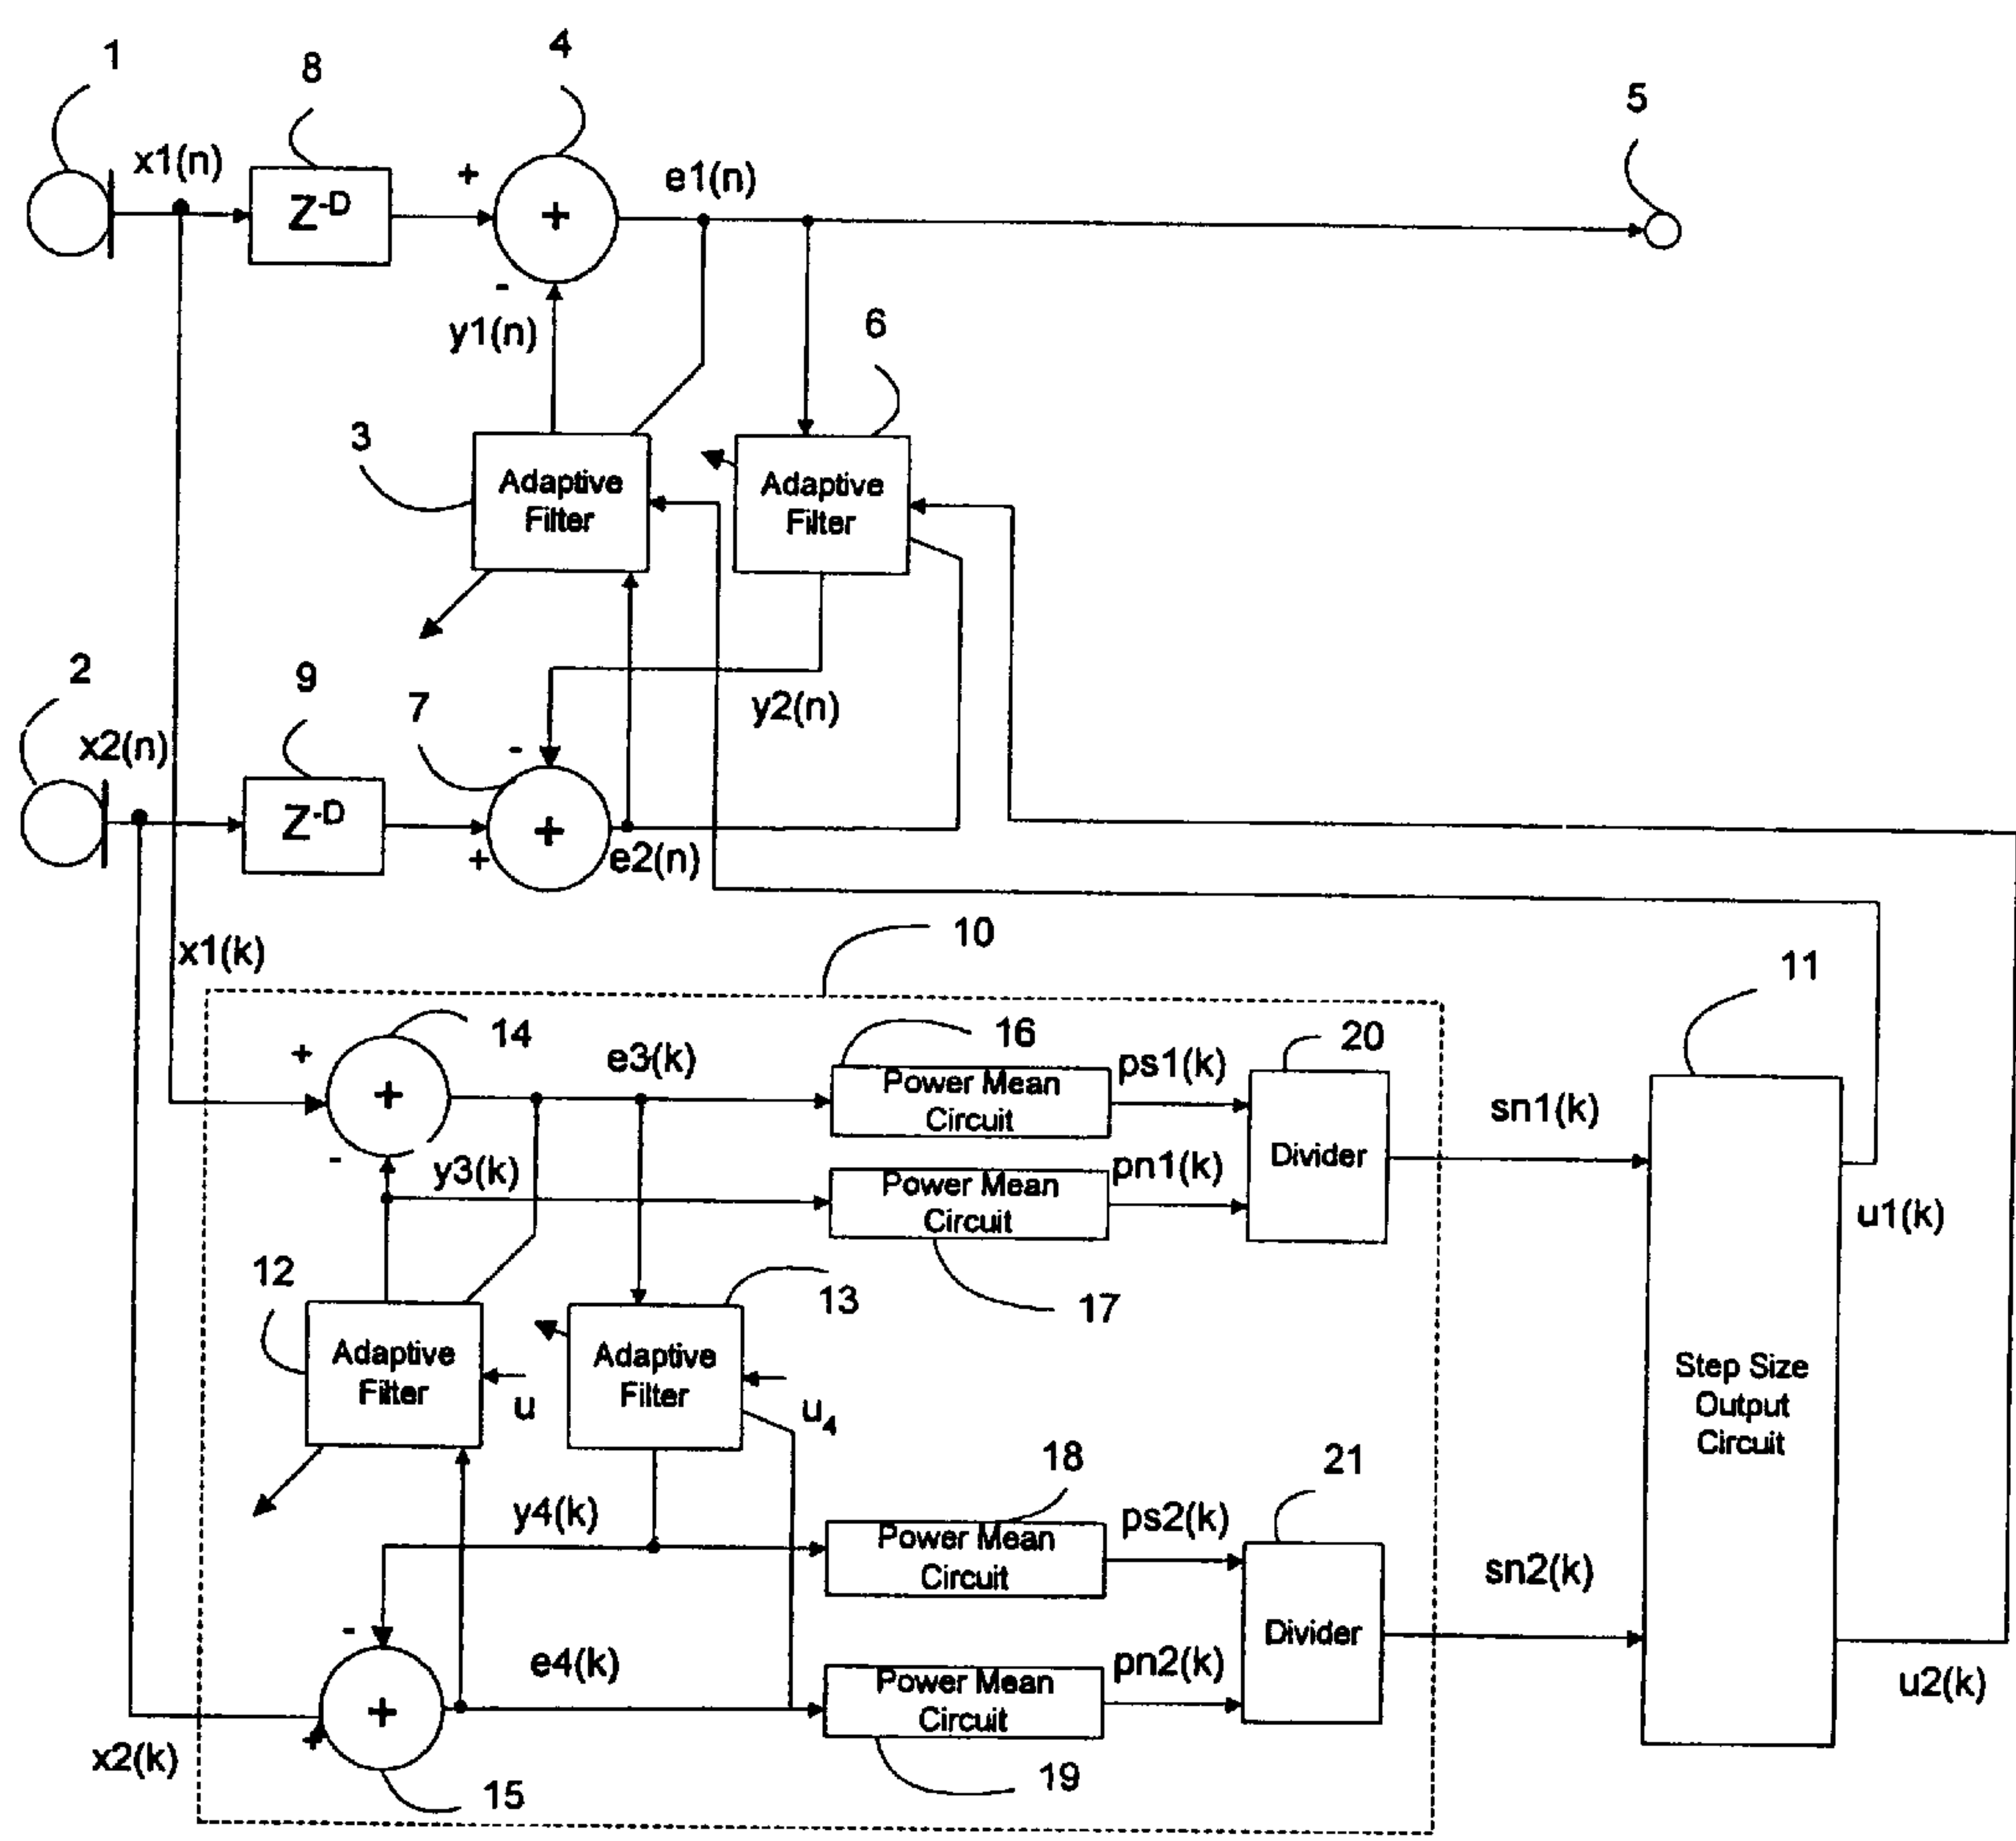 1
8
4
5
x1(n)
Z-D
+
+
e1(n)
-
y1(n)
6
3
Adaptive
Filter
Adaptive
Filter
2
9
7
y2(n)
x2(n)
-
Z-D
+
+
e2(n)
x1(k)
10
11
14
16
20
+
+
e3(k)
Power Mean
Circuit
ps1(k)
sn1(k)
Divider
-
y3(k)
Power Mean
Circuit
pn1(k)
u1(k)
12
13
17
Adaptive
Filter
u
Adaptive
Filter
u4
Step Size
Output
Circuit
18
21
y4(k)
Power Mean
Circuit
ps2(k)
sn2(k)
-
Divider
+
+
e4(k)
Power Mean
Circuit
pn2(k)
u2(k)
x2(k)
15
19